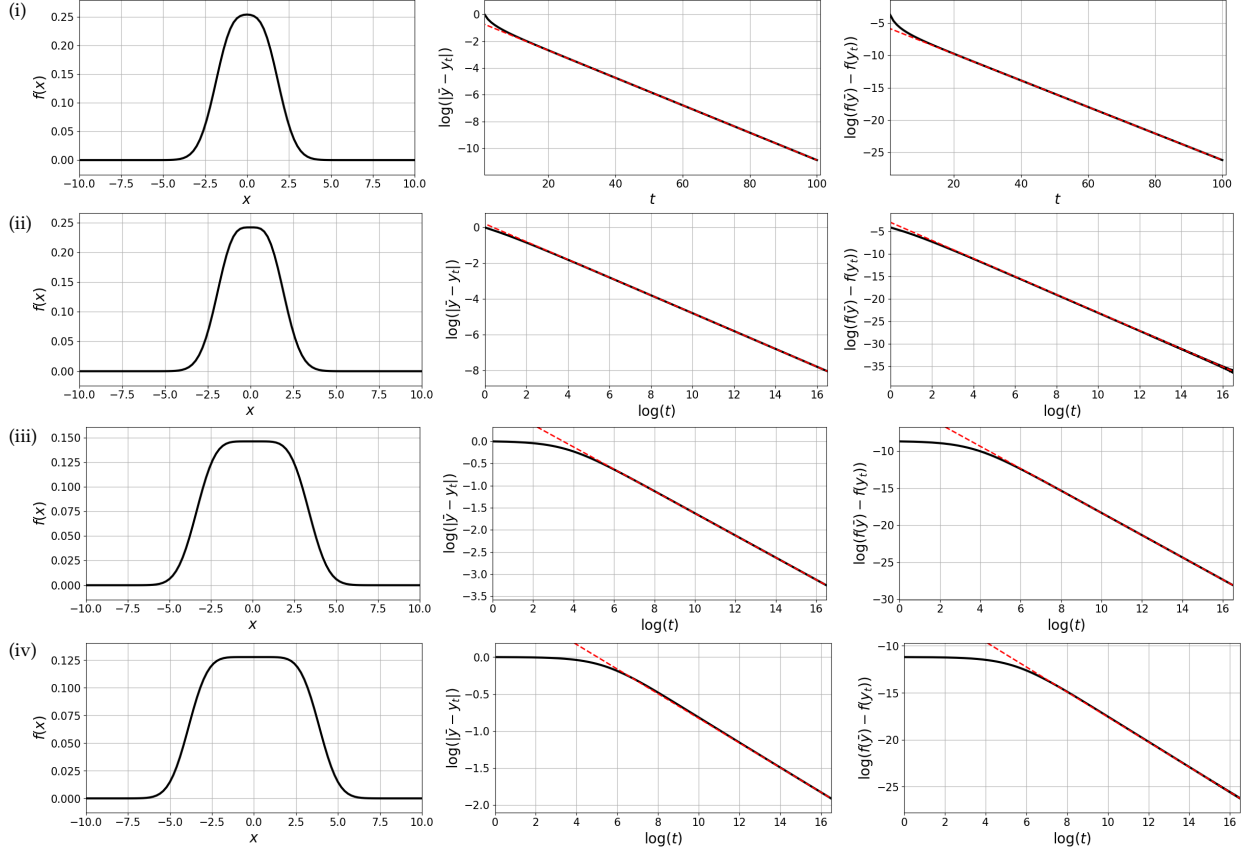 (i)
0.25
0.20
0.15
0.10
0.05
0.00
f(x)
−10.0 −7.5 −5.0 −2.5 0.0 2.5 5.0 7.5 10.0
x
0
−2
−4
−6
−8
−10
log(|ȳ − y_t|)
20 40 60 80 100
t
−5
−10
−15
−20
−25
log(f(ȳ) − f(y_t))
20 40 60 80 100
t
(ii)
0.25
0.20
0.15
0.10
0.05
0.00
f(x)
−10.0 −7.5 −5.0 −2.5 0.0 2.5 5.0 7.5 10.0
x
0
−2
−4
−6
−8
log(|ȳ − y_t|)
0 2 4 6 8 10 12 14 16
log(t)
−5
−10
−15
−20
−25
−30
−35
log(f(ȳ) − f(y_t))
0 2 4 6 8 10 12 14 16
log(t)
(iii)
0.150
0.125
0.100
0.075
0.050
0.025
0.000
f(x)
−10.0 −7.5 −5.0 −2.5 0.0 2.5 5.0 7.5 10.0
x
0.0
−0.5
−1.0
−1.5
−2.0
−2.5
−3.0
−3.5
log(|ȳ − y_t|)
0 2 4 6 8 10 12 14 16
log(t)
−10
−15
−20
−25
−30
log(f(ȳ) − f(y_t))
0 2 4 6 8 10 12 14 16
log(t)
(iv)
0.125
0.100
0.075
0.050
0.025
0.000
f(x)
−10.0 −7.5 −5.0 −2.5 0.0 2.5 5.0 7.5 10.0
x
0.0
−0.5
−1.0
−1.5
−2.0
log(|ȳ − y_t|)
0 2 4 6 8 10 12 14 16
log(t)
−10
−15
−20
−25
log(f(ȳ) − f(y_t))
0 2 4 6 8 10 12 14 16
log(t)